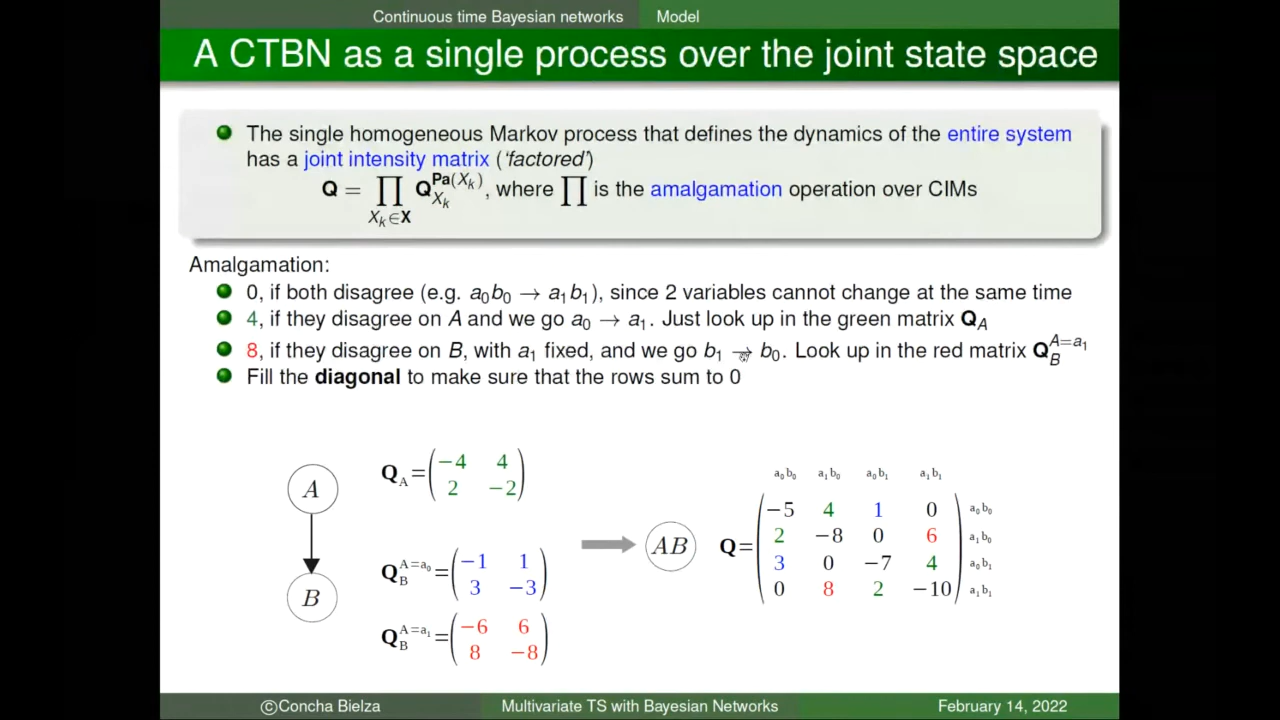 Continuous time Bayesian networks Model
A CTBN as a single process over the joint state space
The single homogeneous Markov process that defines the dynamics of the entire system
has a joint intensity matrix ('factored')
Q = ∏_{X_k∈X} Q_{X_k}^{Pa(X_k)}, where ∏ is the amalgamation operation over CIMs
Amalgamation:
0, if both disagree (e.g. a₀b₀ → a₁b₁), since 2 variables cannot change at the same time
4, if they disagree on A and we go a₀ → a₁. Just look up in the green matrix Q_A
8, if they disagree on B, with a₁ fixed, and we go b₁ → b₀. Look up in the red matrix Q_B^{A=a₁}
Fill the diagonal to make sure that the rows sum to 0
A
B
Q_A =
−4 4
2 −2
Q_B^{A=a₀} =
−1 1
3 −3
Q_B^{A=a₁} =
−6 6
8 −8
AB
Q=
a₀b₀ a₁b₀ a₀b₁ a₁b₁
−5 4 1 0 a₀b₀
2 −8 0 6 a₁b₀
3 0 −7 4 a₀b₁
0 8 2 −10 a₁b₁
©Concha Bielza Multivariate TS with Bayesian Networks February 14, 2022